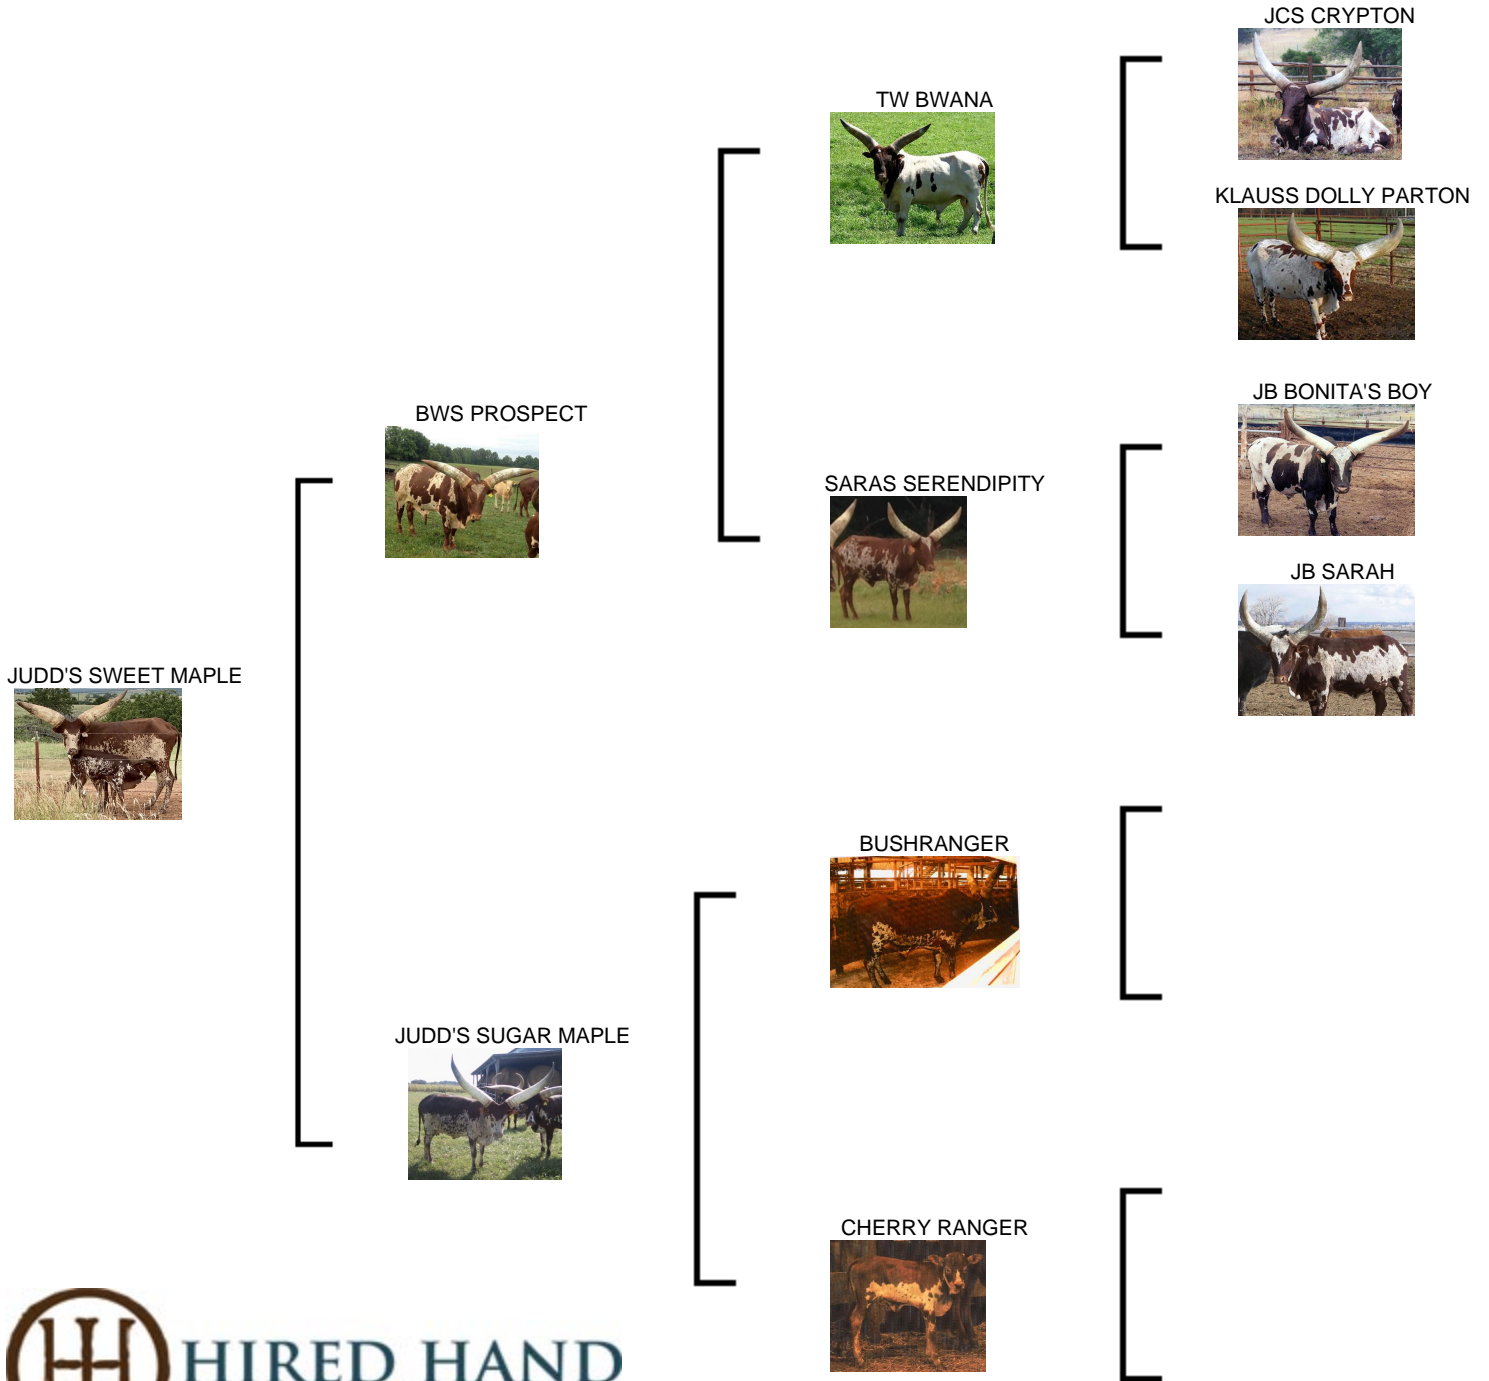 JCS CRYPTON
TW BWANA
KLAUSS DOLLY PARTON
JB BONITA'S BOY
BWS PROSPECT
SARAS SERENDIPITY
JB SARAH
JUDD'S SWEET MAPLE
BUSHRANGER
JUDD'S SUGAR MAPLE
CHERRY RANGER
HIRED HAND